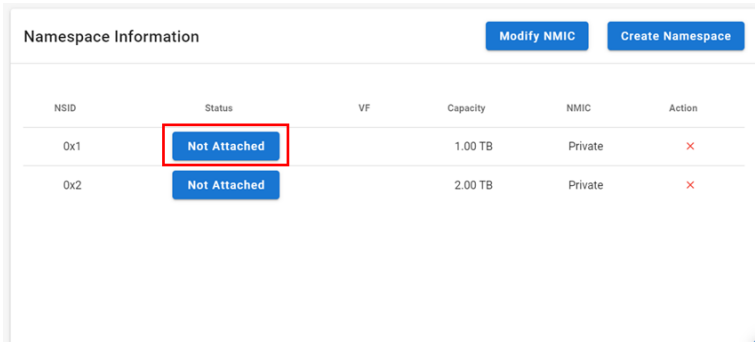 Namespace Information Modify NMIC Create Namespace
NSID Status VF Capacity NMIC Action
0x1 Not Attached 1.00 TB Private ×
0x2 Not Attached 2.00 TB Private ×